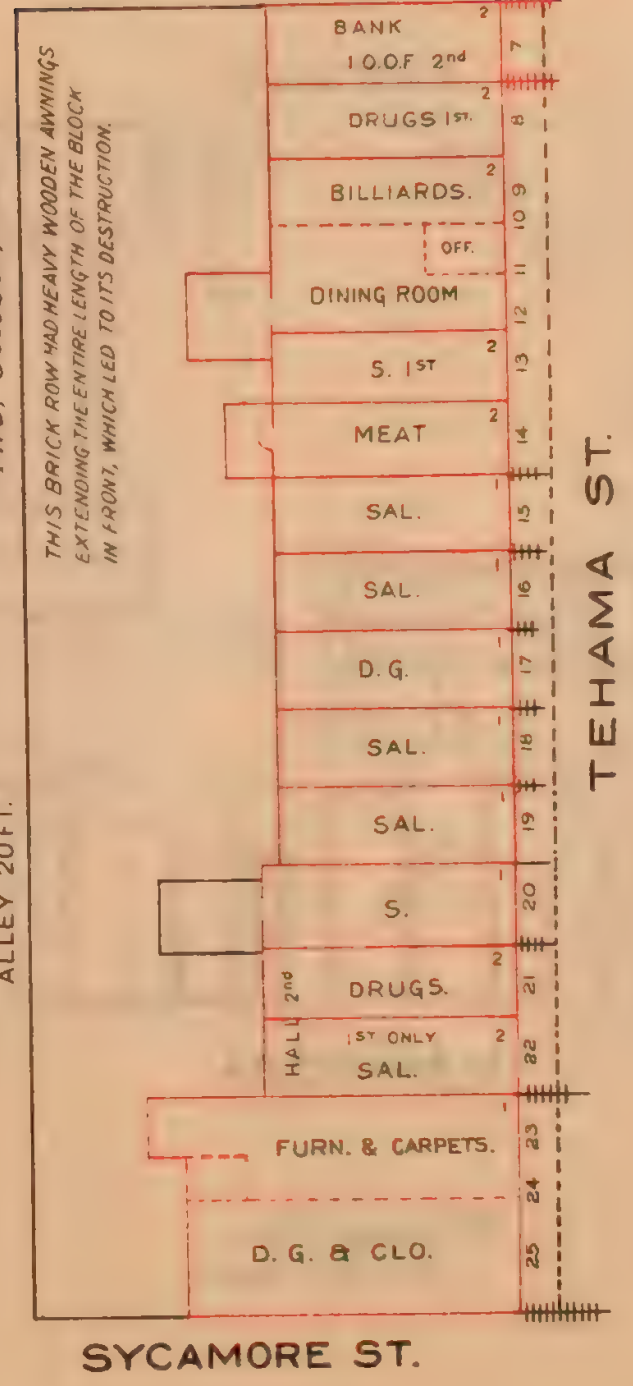 THIS BRICK ROW HAD HEAVY WOODEN AWNINGS
EXTENDING THE ENTIRE LENGTH OF THE BLOCK
IN FRONT, WHICH LED TO ITS DESTRUCTION.
ALLEY 20 FT.
BANK 2
I O.O.F 2nd
7
DRUGS 1ST. 2
8
BILLIARDS. 2
9
10
OFF.
11
DINING ROOM
12
S. 1ST 2
13
MEAT 2
14
SAL. 1
15
SAL. 1
16
D.G. 1
17
SAL. 1
18
SAL. 1
19
S. 1
20
DRUGS. 2
21
HALL 2nd
1ST ONLY 2
SAL.
22
FURN. & CARPETS. 1
23
24
D.G. & CLO.
25
TEHAMA ST.
SYCAMORE ST.